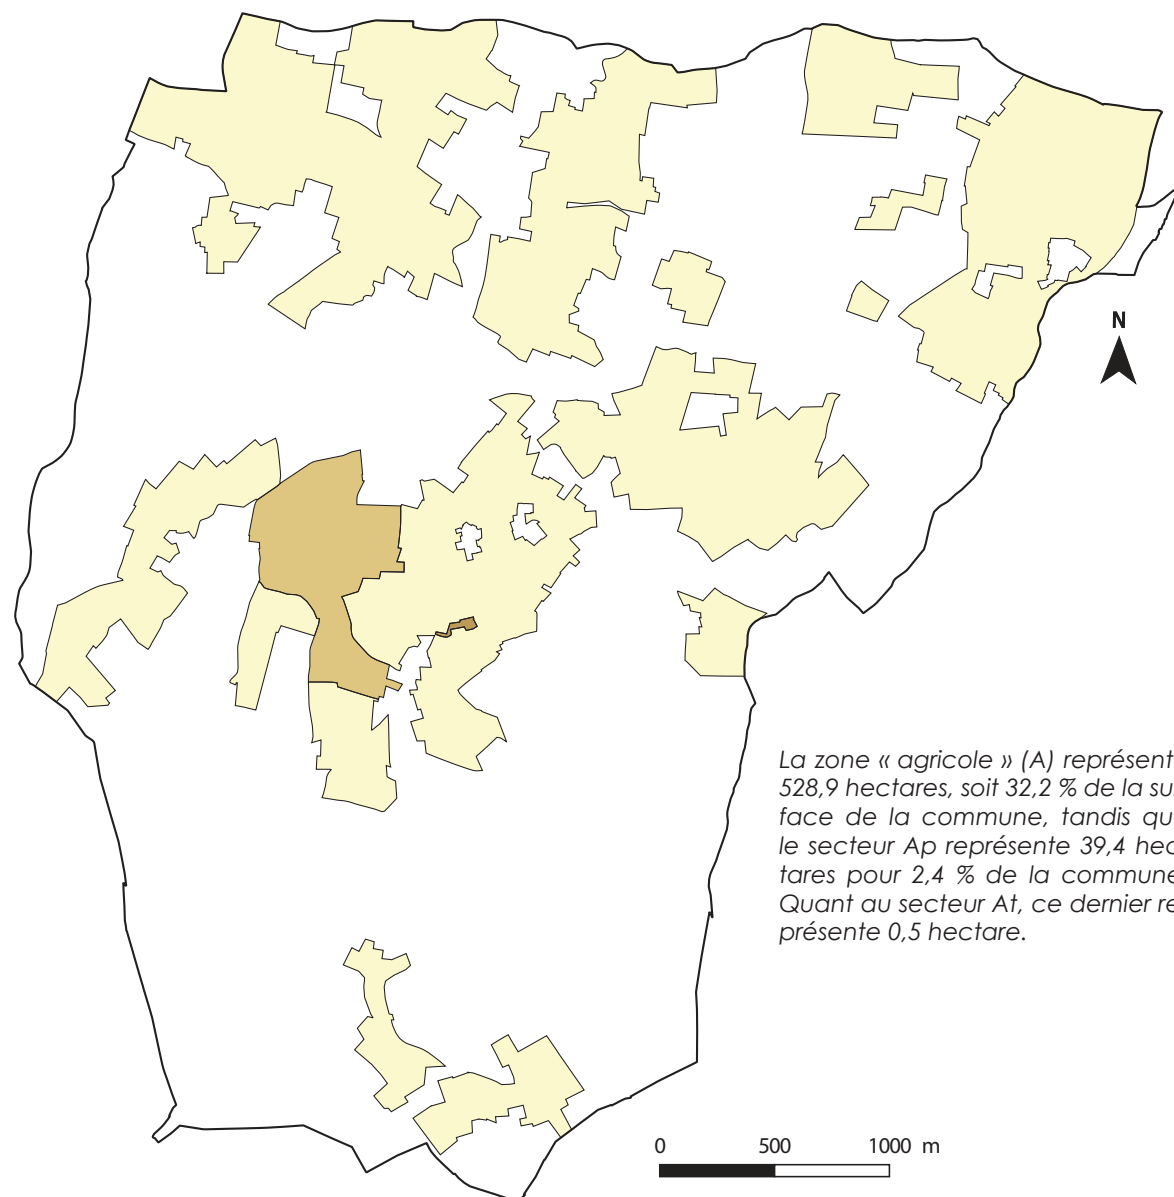 N
La zone « agricole » (A) représent
528,9 hectares, soit 32,2 % de la su
face de la commune, tandis qu
le secteur Ap représente 39,4 hec
tares pour 2,4 % de la commune
Quant au secteur At, ce dernier re
présente 0,5 hectare.
0 500 1000 m